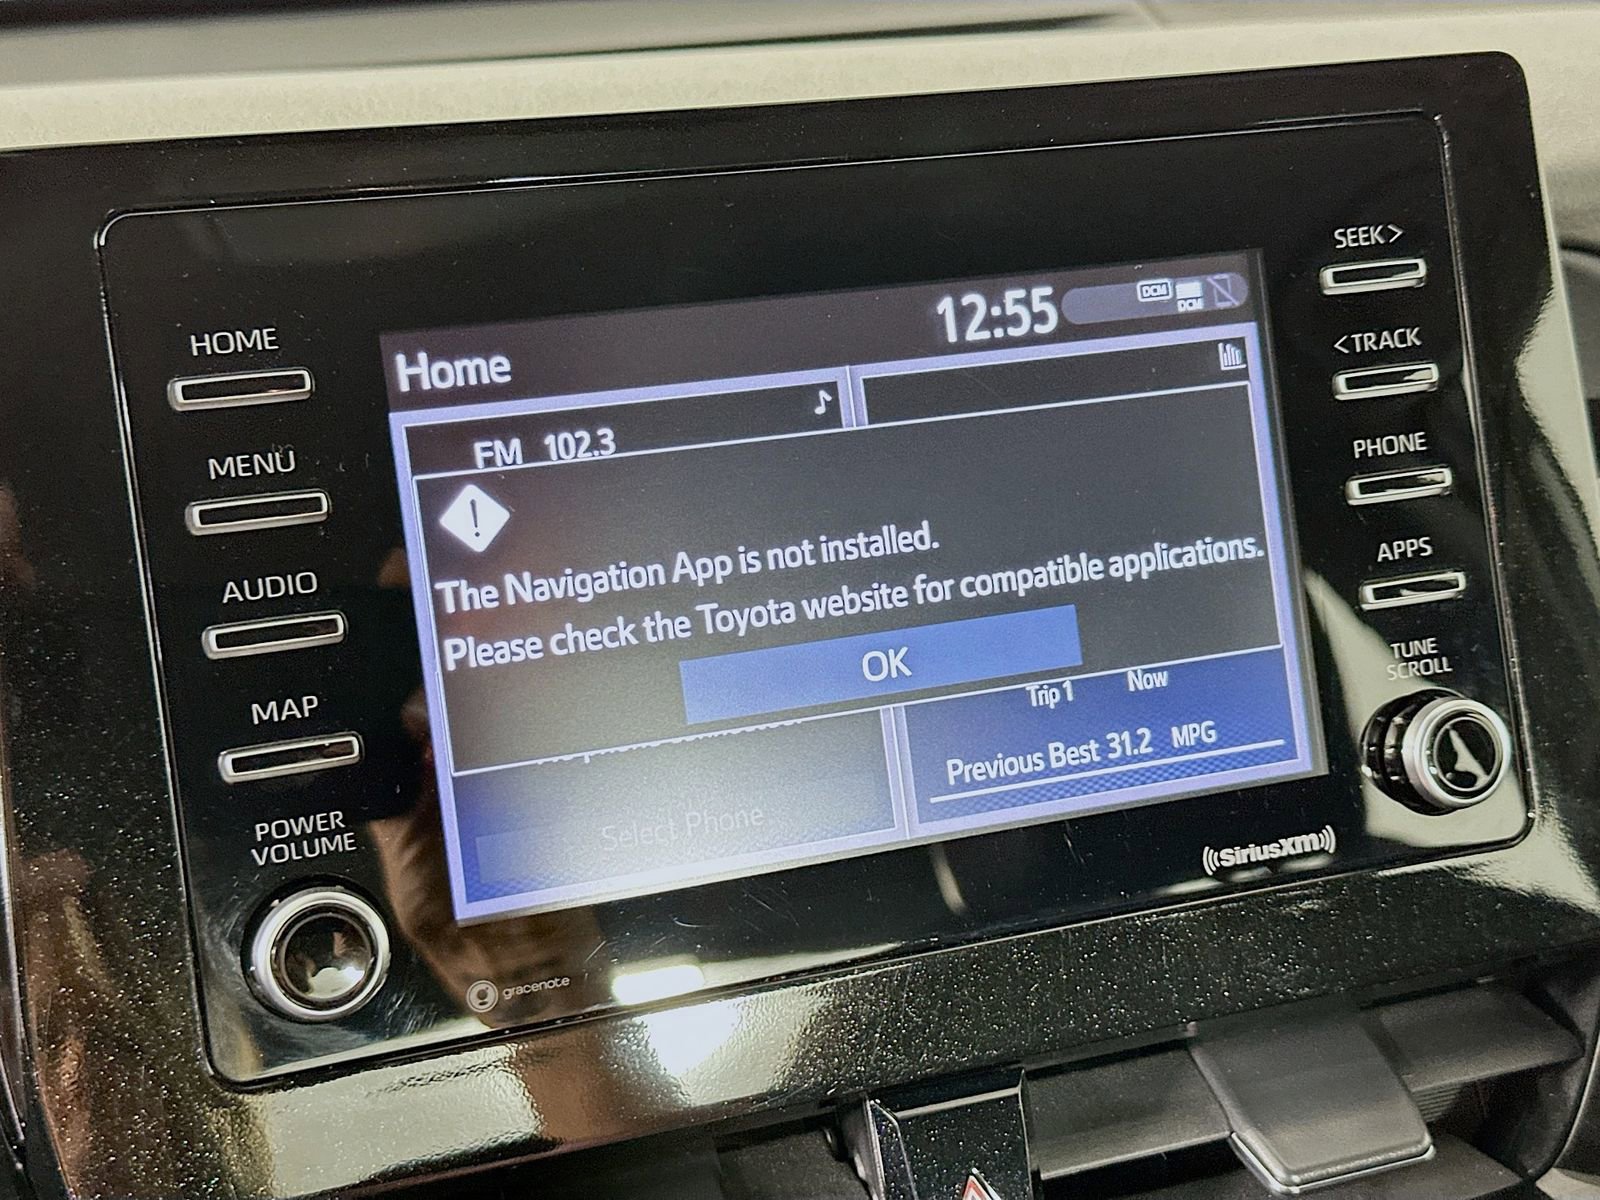 HOME
MENU
AUDIO
MAP
POWER
VOLUME
Home
12:55
DCM
DCM
FM 102.3
!
The Navigation App is not installed.
Please check the Toyota website for compatible applications.
OK
Trip 1 Now
Previous Best 31.2 MPG
Select Phone
SEEK>
<TRACK
PHONE
APPS
TUNE
SCROLL
((SiriusXM))
gracenote